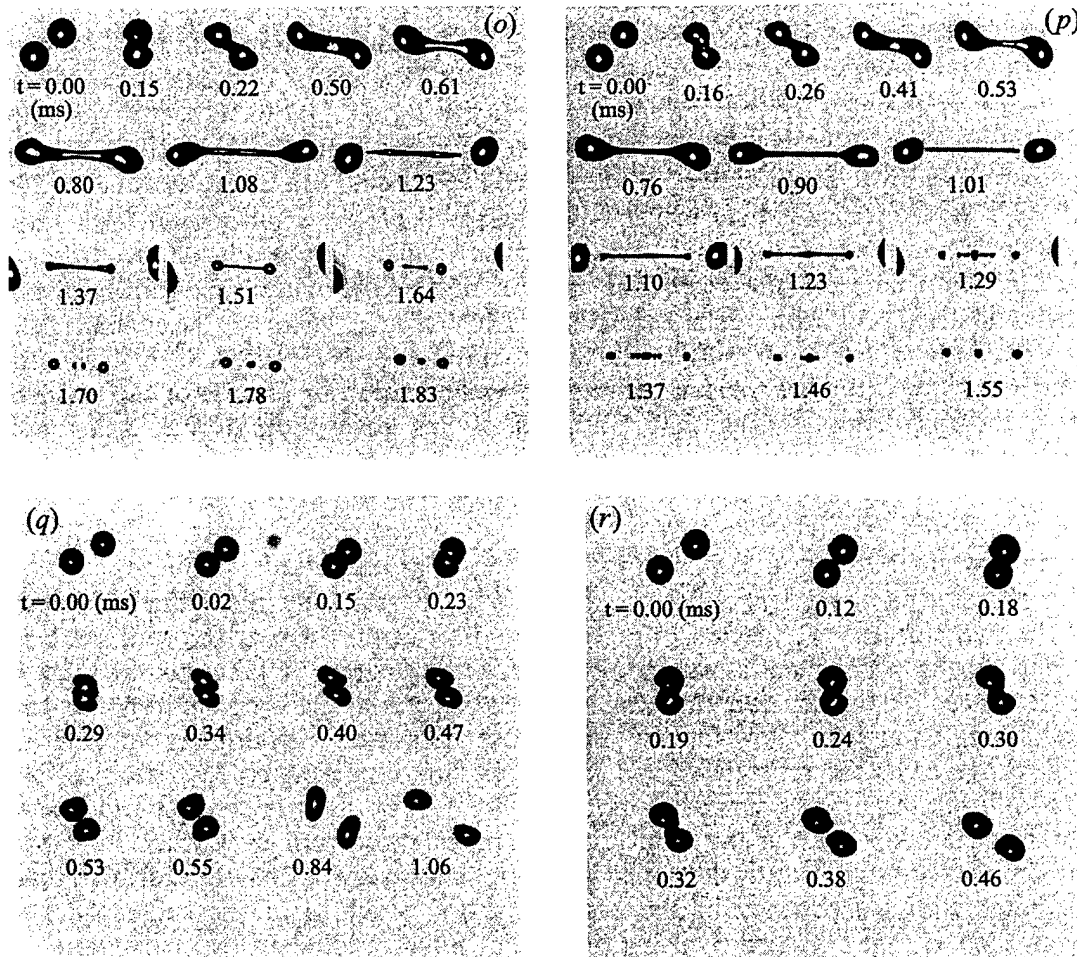 (o)
t = 0.00 0.15 0.22 0.50 0.61
(ms)
0.80 1.08 1.23
1.37 1.51 1.64
1.70 1.78 1.83
(p)
t = 0.00 0.16 0.26 0.41 0.53
(ms)
0.76 0.90 1.01
1.10 1.23 1.29
1.37 1.46 1.55
(q)
t = 0.00 (ms) 0.02 0.15 0.23
0.29 0.34 0.40 0.47
0.53 0.55 0.84 1.06
(r)
t = 0.00 (ms) 0.12 0.18
0.19 0.24 0.30
0.32 0.38 0.46